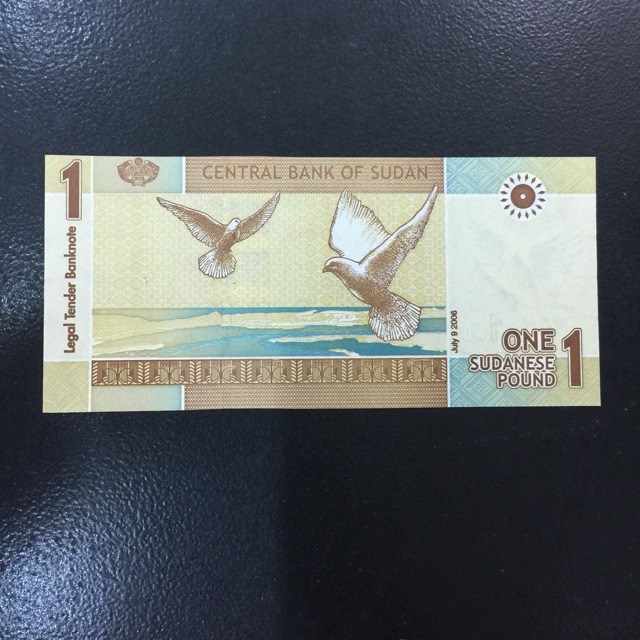 1
CENTRAL BANK OF SUDAN
Legal Tender Banknote
July 9 2006
ONE
SUDANESE
POUND
1